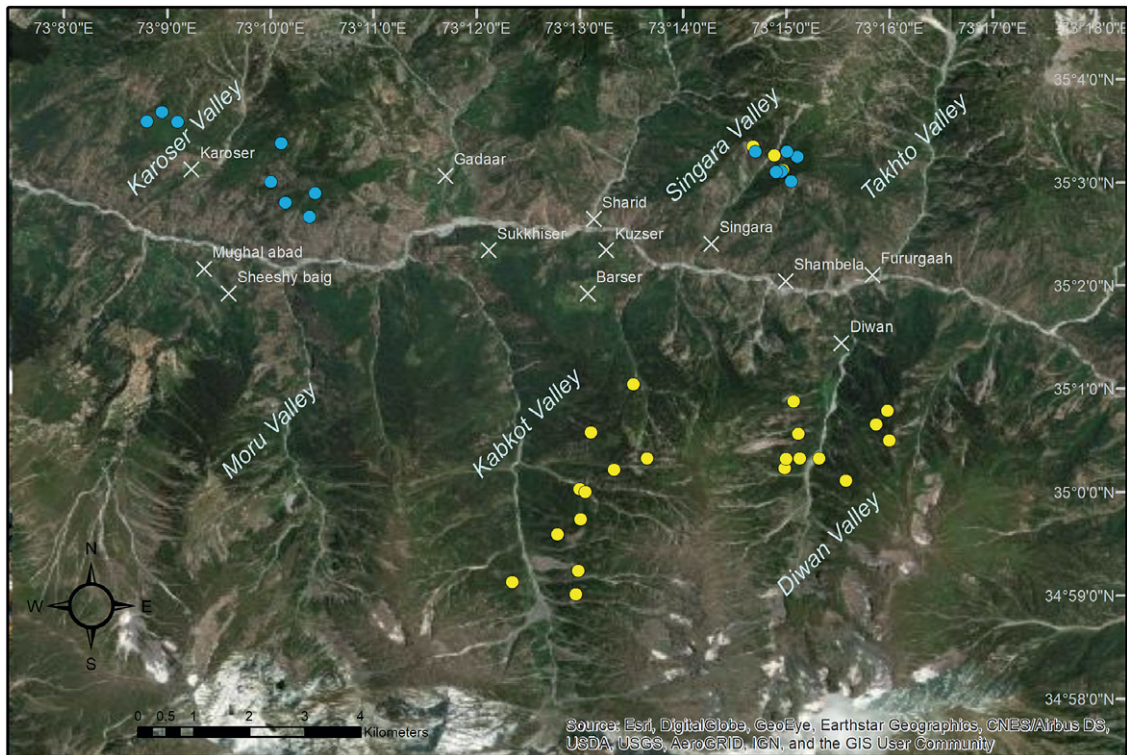 73°8'0"E 73°9'0"E 73°10'0"E 73°11'0"E 73°12'0"E 73°13'0"E 73°14'0"E 73°15'0"E 73°16'0"E 73°17'0"E 73°18'0"E
35°4'0"N
Karoser Valley
Singara Valley
Takhto Valley
Karoser
Gadaar
35°3'0"N
Sharid
Sukkhiser
Kuzser
Singara
Mughal abad
Shambela
Fururgaah
Sheeshy baig
Barser
35°2'0"N
Diwan
35°1'0"N
Moru Valley
Kabkot Valley
35°0'0"N
Diwan Valley
N
W
E
S
34°59'0"N
34°58'0"N
0 0.5 1 2 3 4
Kilometers
Source: Esri, DigitalGlobe, GeoEye, Earthstar Geographics, CNES/Airbus DS,
USDA, USGS, AeroGRID, IGN, and the GIS User Community